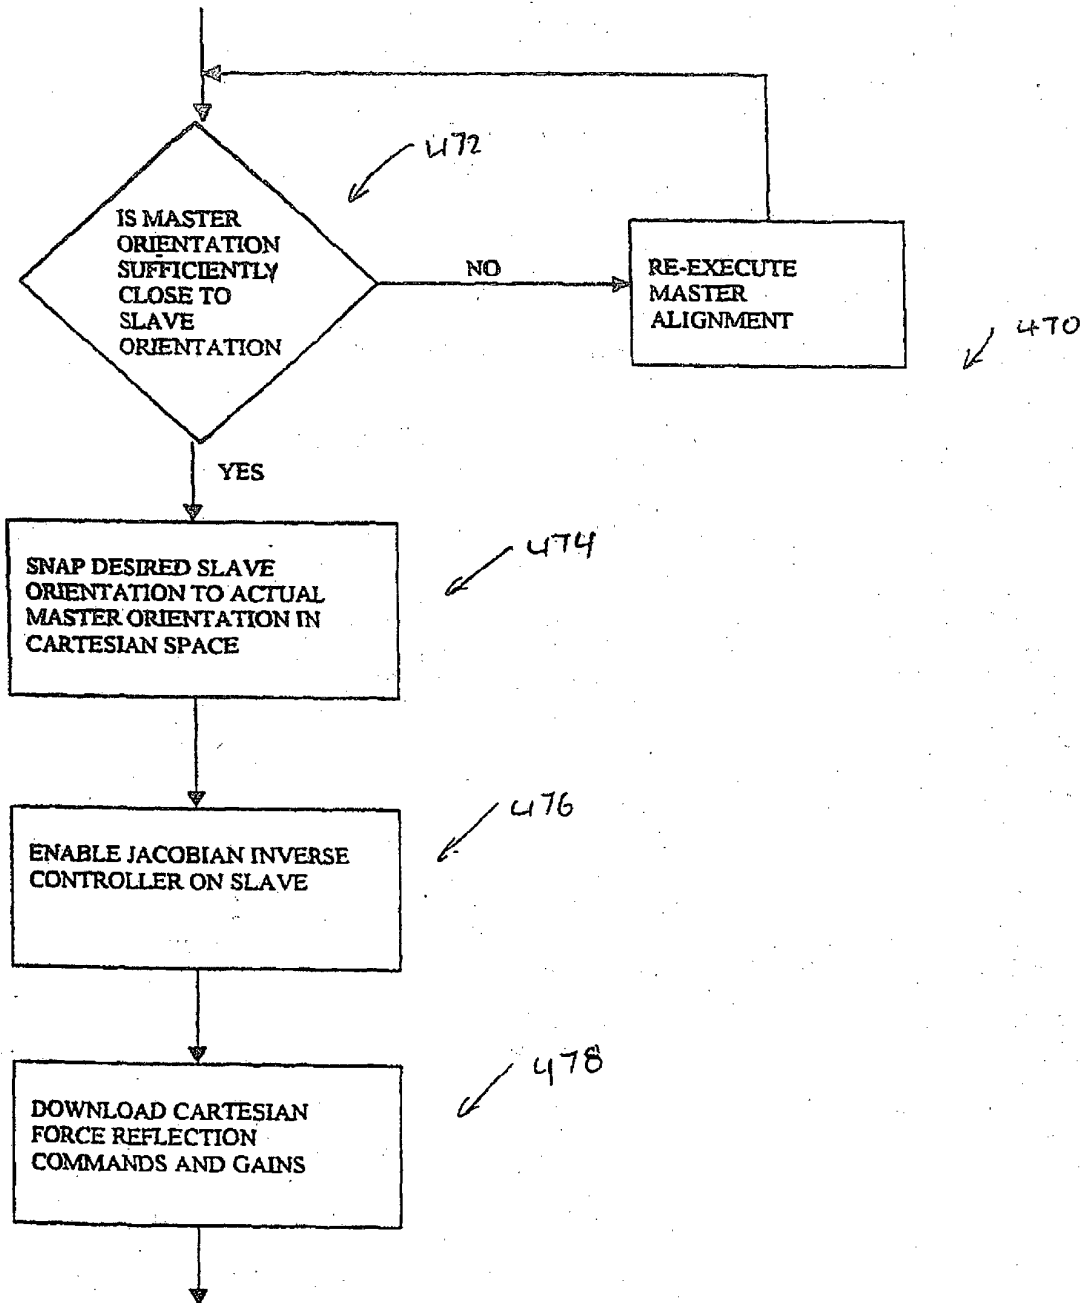 472
IS MASTER
ORIENTATION
SUFFICIENTLY
CLOSE TO
SLAVE
ORIENTATION
NO
RE-EXECUTE
MASTER
ALIGNMENT
470
YES
474
SNAP DESIRED SLAVE
ORIENTATION TO ACTUAL
MASTER ORIENTATION IN
CARTESIAN SPACE
476
ENABLE JACOBIAN INVERSE
CONTROLLER ON SLAVE
478
DOWNLOAD CARTESIAN
FORCE REFLECTION
COMMANDS AND GAINS